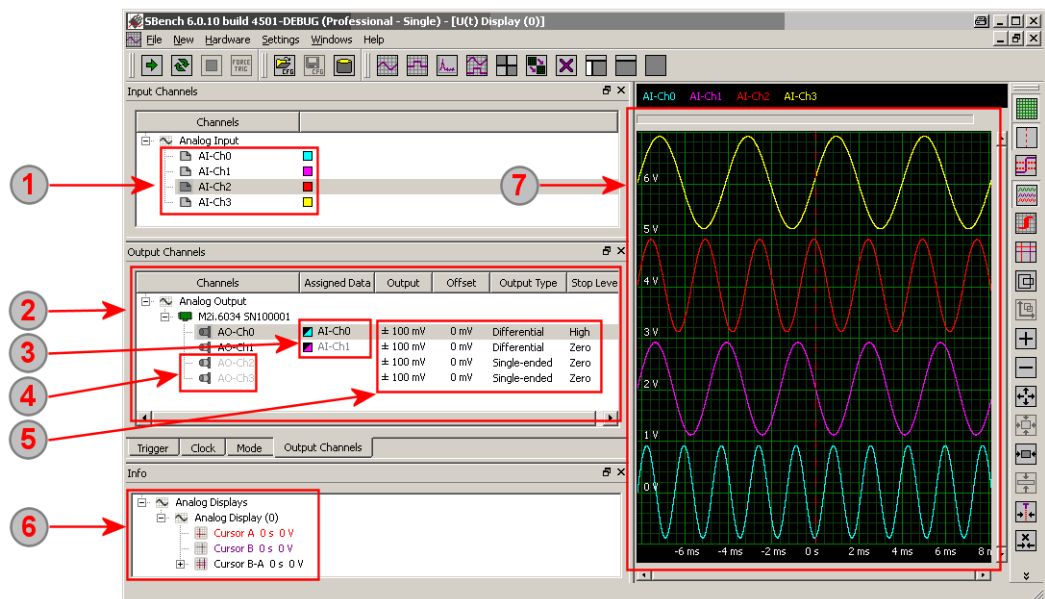 SBench 6.0.10 build 4501-DEBUG (Professional - Single) - [U(t) Display (0)]
File New Hardware Settings Windows Help
FORCE TRIG CFG CFG
Input Channels
Channels
Analog Input
AI-Ch0
AI-Ch1
AI-Ch2
AI-Ch3
1
Output Channels
Channels Assigned Data Output Offset Output Type Stop Leve
Analog Output
M2i.6034 SN100001
AO-Ch0 AI-Ch0 ± 100 mV 0 mV Differential High
AO-Ch1 AI-Ch1 ± 100 mV 0 mV Differential Zero
AO-Ch2 ± 100 mV 0 mV Single-ended Zero
AO-Ch3 ± 100 mV 0 mV Single-ended Zero
2
3
4
5
Trigger Clock Mode Output Channels
Info
Analog Displays
Analog Display (0)
Cursor A 0 s 0 V
Cursor B 0 s 0 V
Cursor B-A 0 s 0 V
6
AI-Ch0 AI-Ch1 AI-Ch2 AI-Ch3
7
6 V
5 V
4 V
3 V
2 V
1 V
0 V
-6 ms -4 ms -2 ms 0 s 2 ms 4 ms 6 ms 8 m